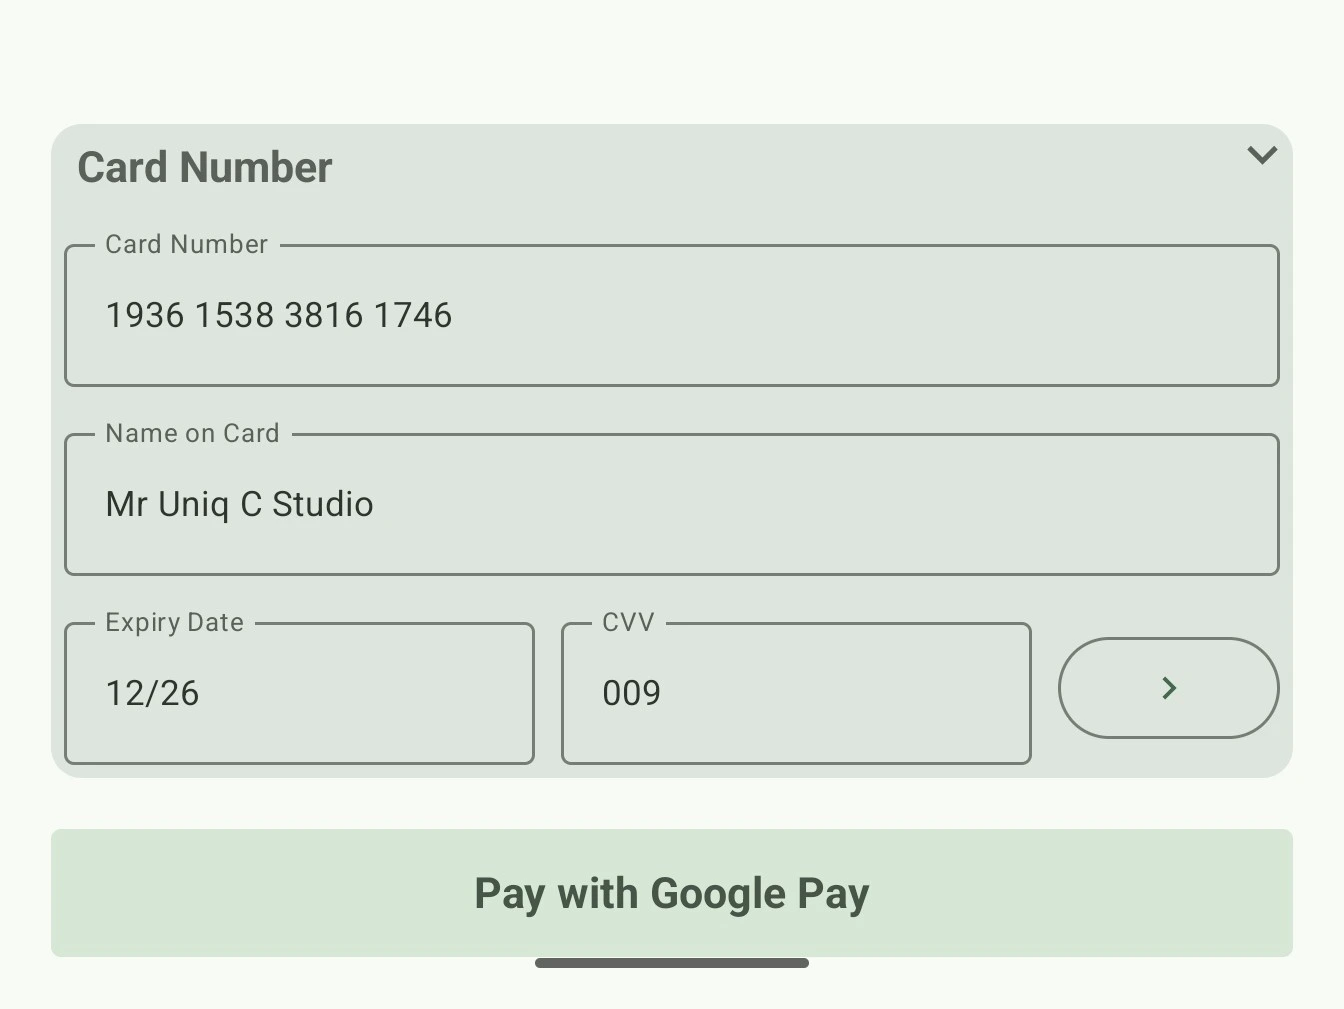 Card Number
Card Number
1936 1538 3816 1746
Name on Card
Mr Uniq C Studio
Expiry Date
CVV
12/26
009
Pay with Google Pay